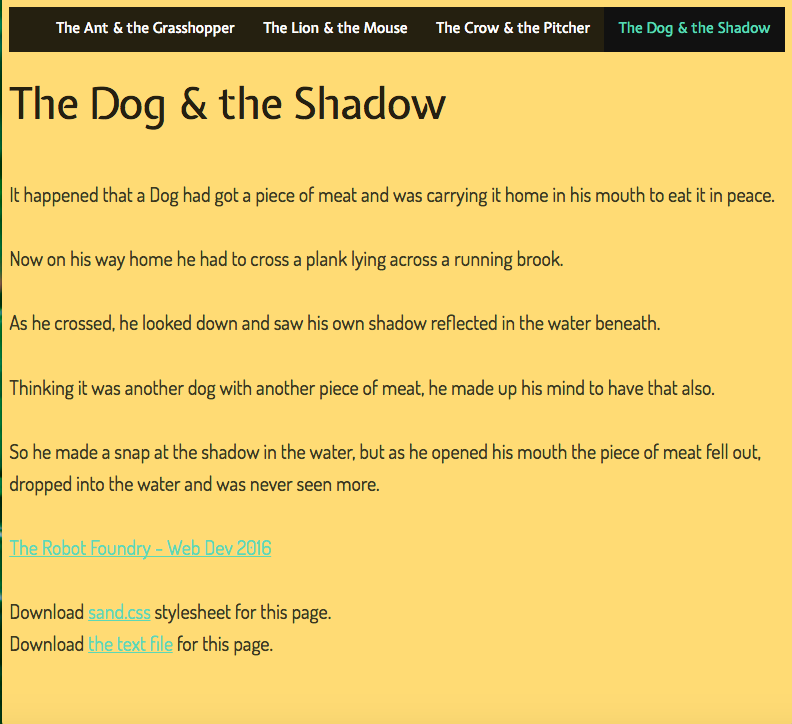 The Ant & the Grasshopper The Lion & the Mouse The Crow & the Pitcher The Dog & the Shadow
The Dog & the Shadow
It happened that a Dog had got a piece of meat and was carrying it home in his mouth to eat it in peace.
Now on his way home he had to cross a plank lying across a running brook.
As he crossed, he looked down and saw his own shadow reflected in the water beneath.
Thinking it was another dog with another piece of meat, he made up his mind to have that also.
So he made a snap at the shadow in the water, but as he opened his mouth the piece of meat fell out,
dropped into the water and was never seen more.
The Robot Foundry - Web Dev 2016
Download sand.css stylesheet for this page.
Download the text file for this page.